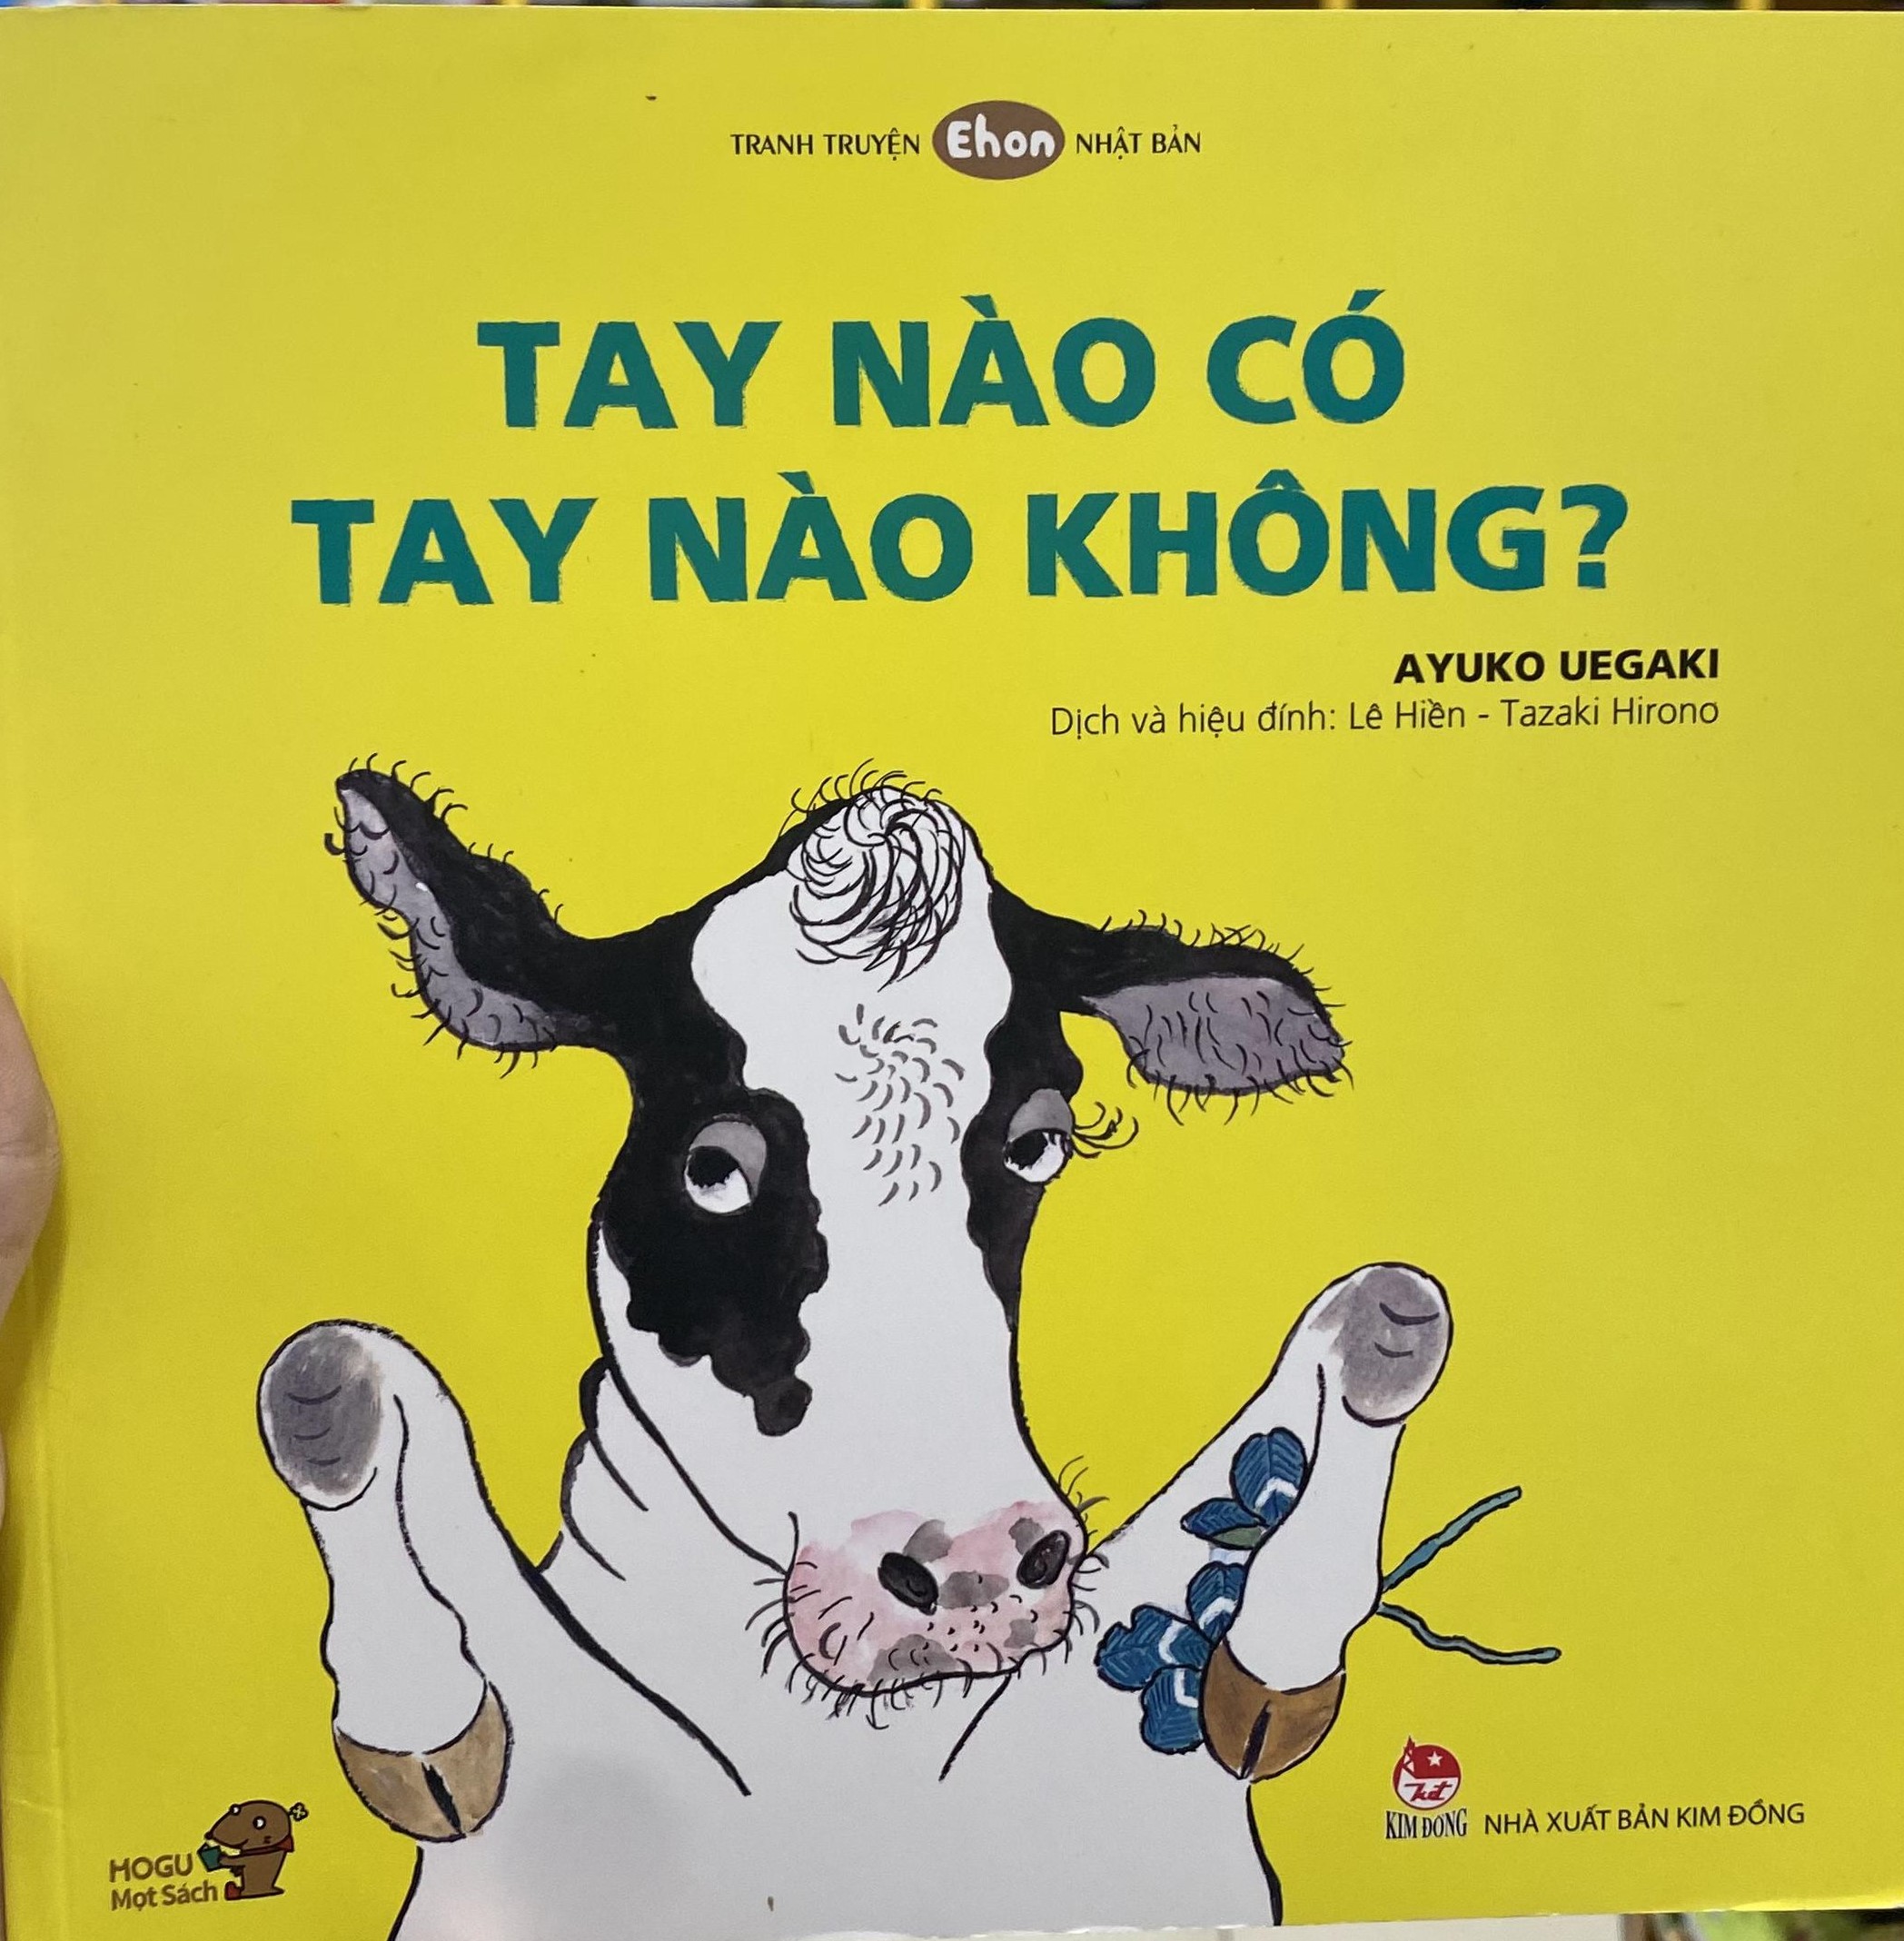 TRANH TRUYỆN Ehon NHẬT BẢN
TAY NÀO CÓ
TAY NÀO KHÔNG?
AYUKO UEGAKI
Dịch và hiệu đính: Lê Hiền - Tazaki Hirono
HOGU
Mọt Sách
KIM ĐỒNG NHÀ XUẤT BẢN KIM ĐỒNG